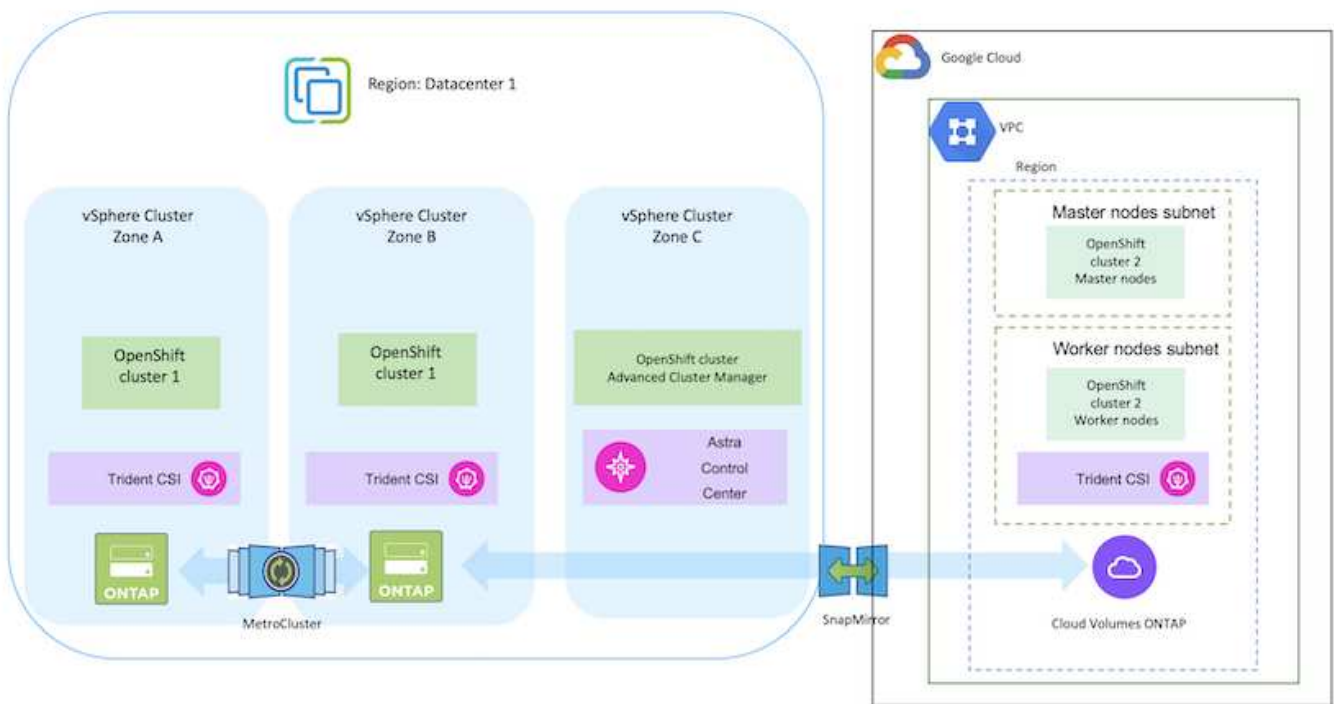 Region: Datacenter 1
vSphere Cluster
Zone A
OpenShift
cluster 1
Trident CSI
ONTAP
MetroCluster
vSphere Cluster
Zone B
OpenShift
cluster 1
Trident CSI
ONTAP
vSphere Cluster
Zone C
OpenShift cluster
Advanced Cluster Manager
Astra
Control
Center
SnapMirror
Google Cloud
VPC
Region
Master nodes subnet
OpenShift
cluster 2
Master nodes
Worker nodes subnet
OpenShift
cluster 2
Worker nodes
Trident CSI
Cloud Volumes ONTAP